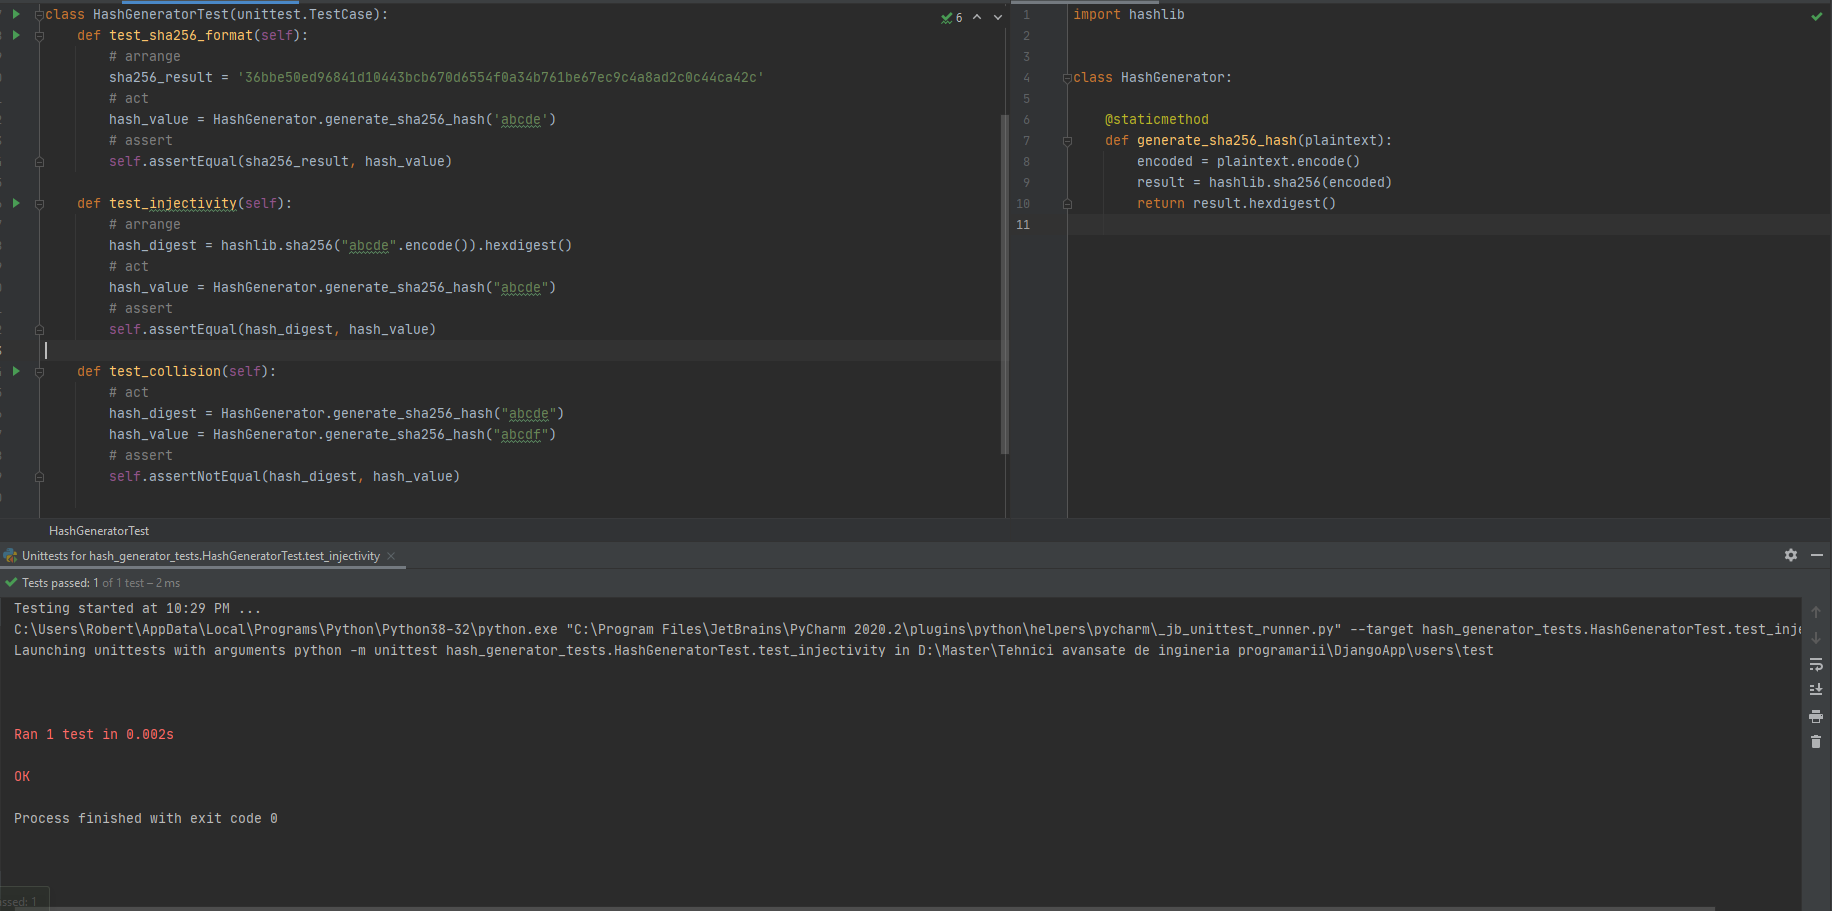 class HashGeneratorTest(unittest.TestCase):
    def test_sha256_format(self):
        # arrange
        sha256_result = '36bbe50ed96841d10443bcb670d6554f0a34b761be67ec9c4a8ad2c0c44ca42c'
        # act
        hash_value = HashGenerator.generate_sha256_hash('abcde')
        # assert
        self.assertEqual(sha256_result, hash_value)
    def test_injectivity(self):
        # arrange
        hash_digest = hashlib.sha256("abcde".encode()).hexdigest()
        # act
        hash_value = HashGenerator.generate_sha256_hash("abcde")
        # assert
        self.assertEqual(hash_digest, hash_value)
    def test_collision(self):
        # act
        hash_digest = HashGenerator.generate_sha256_hash("abcde")
        hash_value = HashGenerator.generate_sha256_hash("abcdf")
        # assert
        self.assertNotEqual(hash_digest, hash_value)
6
1 import hashlib
2
3
4 class HashGenerator:
5
6     @staticmethod
7     def generate_sha256_hash(plaintext):
8         encoded = plaintext.encode()
9         result = hashlib.sha256(encoded)
10         return result.hexdigest()
11
HashGeneratorTest
Unittests for hash_generator_tests.HashGeneratorTest.test_injectivity
Tests passed: 1 of 1 test – 2 ms
Testing started at 10:29 PM ...
C:\Users\Robert\AppData\Local\Programs\Python\Python38-32\python.exe "C:\Program Files\JetBrains\PyCharm 2020.2\plugins\python\helpers\pycharm\_jb_unittest_runner.py" --target hash_generator_tests.HashGeneratorTest.test_inje
Launching unittests with arguments python -m unittest hash_generator_tests.HashGeneratorTest.test_injectivity in D:\Master\Tehnici avansate de ingineria programarii\DjangoApp\users\test
Ran 1 test in 0.002s
OK
Process finished with exit code 0
ssed: 1